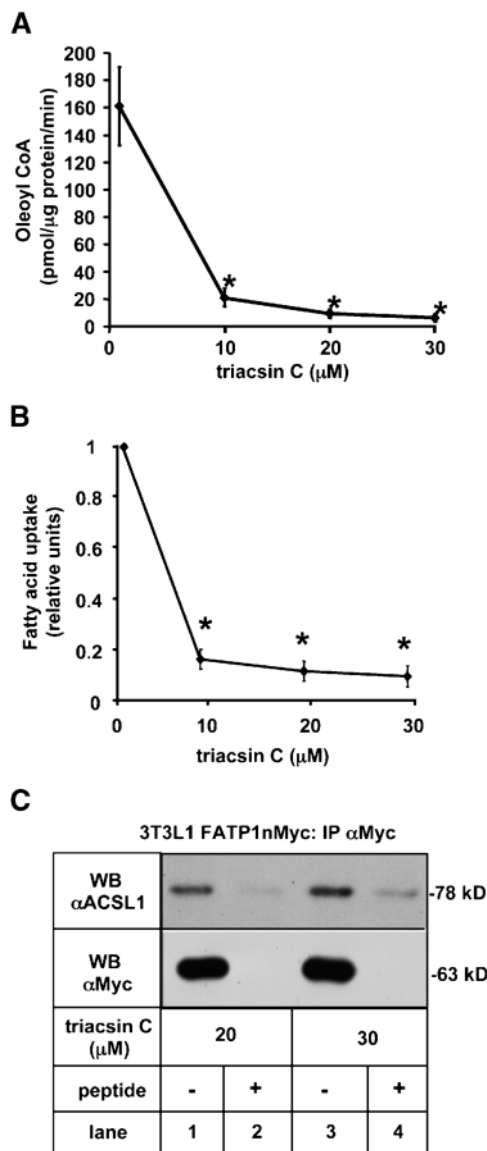 A
Oleoyl CoA
(pmol/µg protein/min)
200
180
160
140
120
100
80
60
40
20
0
0
10
20
30
*
*
*
triacsin C (µM)
B
Fatty acid uptake
(relative units)
1
0.8
0.6
0.4
0.2
0
0
10
20
30
*
*
*
triacsin C (µM)
C
3T3L1 FATP1nMyc: IP αMyc
WB
αACSL1
-78 kD
WB
αMyc
-63 kD
triacsin C
(µM)
20
30
peptide
-
+
-
+
lane
1
2
3
4